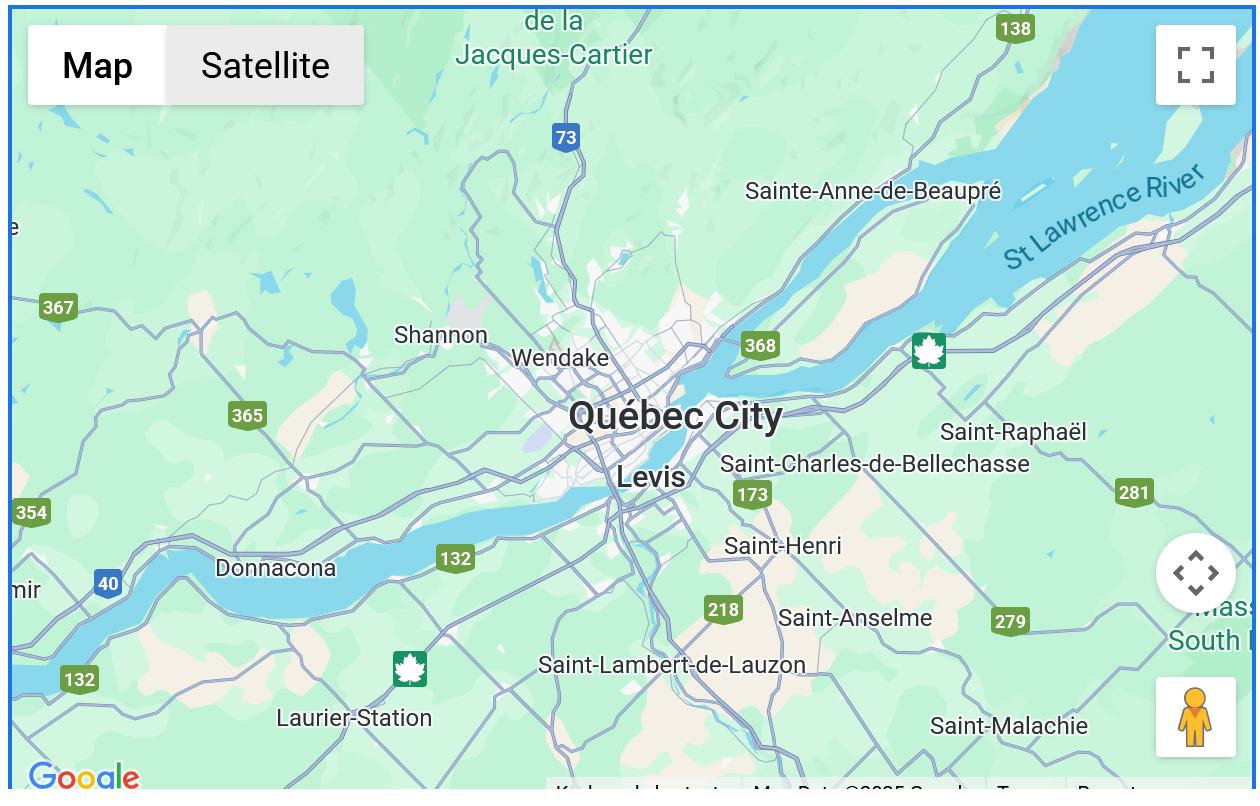 de la
Jacques-Cartier
138
Map
Satellite
73
Sainte-Anne-de-Beaupré
St Lawrence River
e
367
Shannon
368
Wendake
365
Québec City
Saint-Raphaël
Saint-Charles-de-Bellechasse
Levis
281
173
354
Saint-Henri
132
Donnacona
40
mir
Mass
218
Saint-Anselme
279
South
Saint-Lambert-de-Lauzon
132
Laurier-Station
Saint-Malachie
Google